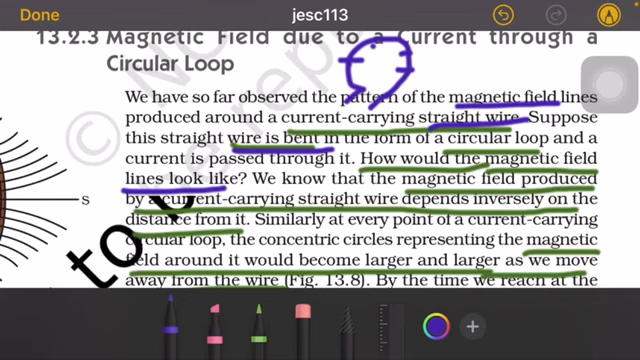 Done
jesc113
13.2.3 Magnetic Field due to a Current through a
Circular Loop
We have so far observed the pattern of the magnetic field lines
produced around a current-carrying straight wire. Suppose
this straight wire is bent in the form of a circular loop and a
current is passed through it. How would the magnetic field
lines look like? We know that the magnetic field produced
by a current-carrying straight wire depends inversely on the
distance from it. Similarly at every point of a current-carrying
circular loop, the concentric circles representing the magnetic
field around it would become larger and larger as we move
away from the wire (Fig. 13.8). By the time we reach at the
S
©
to